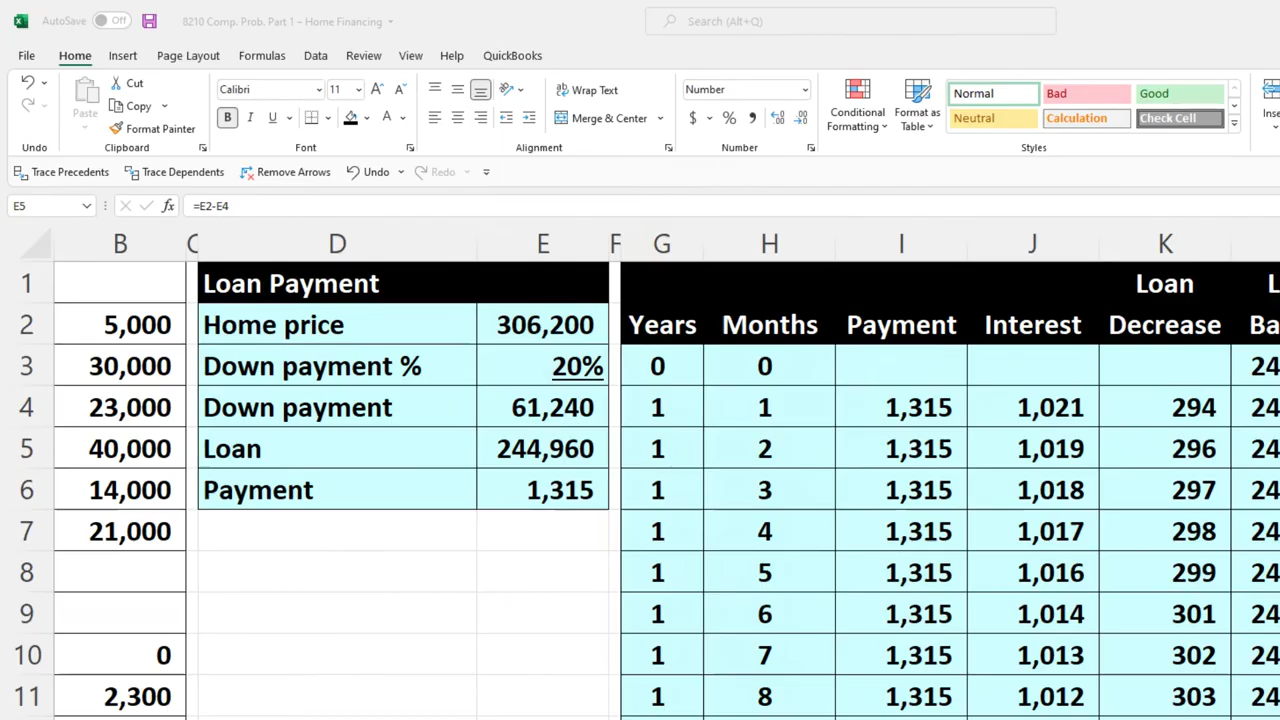 AutoSave Off 8210 Comp. Prob. Part 1 – Home Financing Search (Alt+Q)
File Home Insert Page Layout Formulas Data Review View Help QuickBooks
Paste Cut Copy Format Painter
Calibri 11 B I U A
Wrap Text Merge & Center
Number $ %
Conditional Formatting Format as Table
Normal Bad Good
Neutral Calculation Check Cell
Undo Clipboard Font Alignment Number Styles
Trace Precedents Trace Dependents Remove Arrows Undo Redo
E5 fx =E2-E4
B C D E F G H I J K
1 Loan Payment Loan
2 5,000 Home price 306,200 Years Months Payment Interest Decrease
3 30,000 Down payment % 20% 0 0
4 23,000 Down payment 61,240 1 1 1,315 1,021 294
5 40,000 Loan 244,960 1 2 1,315 1,019 296
6 14,000 Payment 1,315 1 3 1,315 1,018 297
7 21,000 1 4 1,315 1,017 298
8 1 5 1,315 1,016 299
9 1 6 1,315 1,014 301
10 0 1 7 1,315 1,013 302
11 2,300 1 8 1,315 1,012 303